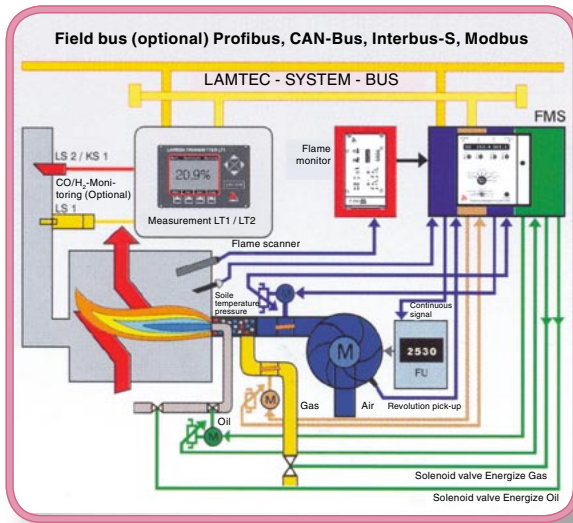 Field bus (optional) Profibus, CAN-Bus, Interbus-S, Modbus
LAMTEC - SYSTEM - BUS
FMS
LS 2 / KS 1
CO/H₂-Moni-
toring (Optional)
LS 1
20,9%
Measurement LT1 / LT2
Flame
monitor
Flame scanner
Soile
temperature
pressure
M
Continuous
signal
M
2530
FU
M
Gas
Air
Revolution pick-up
Oil
M
Solenoid valve Energize Gas
Solenoid valve Energize Oil